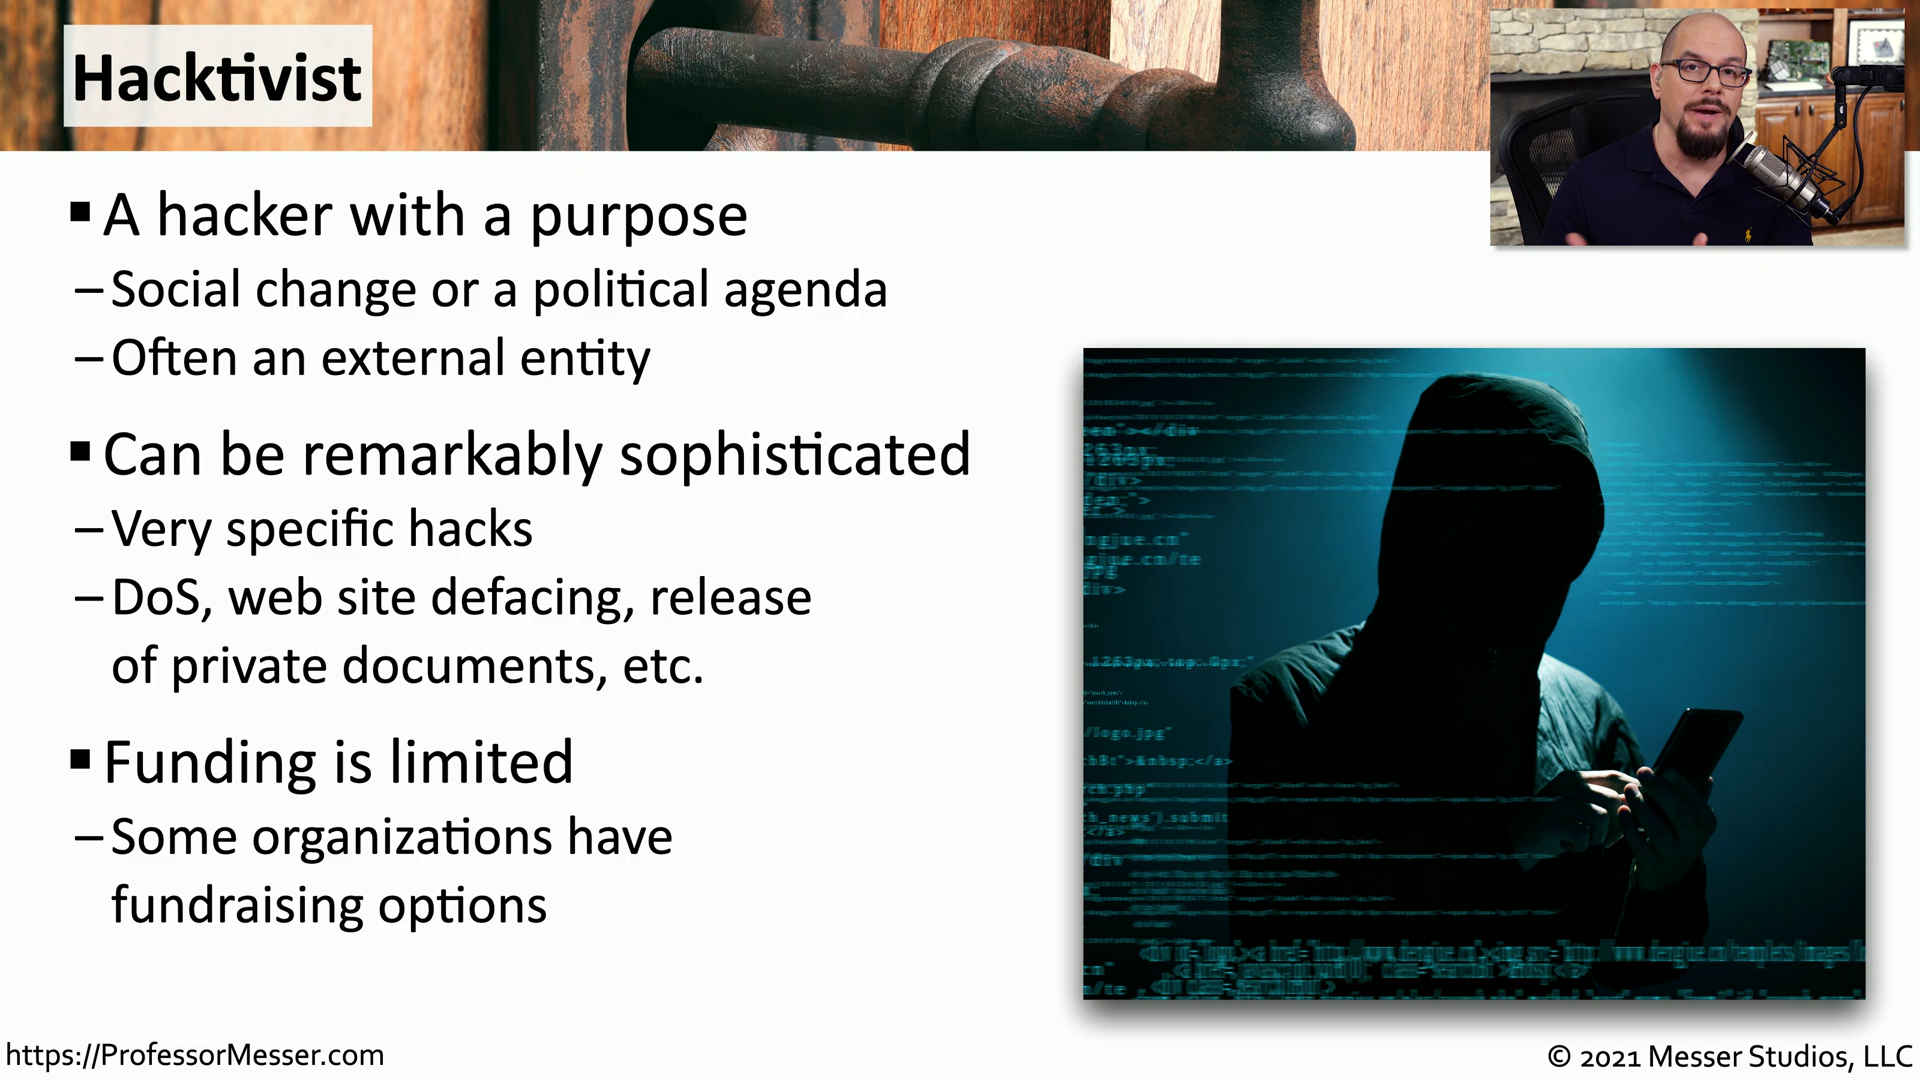 Hacktivist
▪ A hacker with a purpose
– Social change or a political agenda
– Often an external entity
▪ Can be remarkably sophisticated
– Very specific hacks
– DoS, web site defacing, release
of private documents, etc.
▪ Funding is limited
– Some organizations have
fundraising options
/logo.jpg"
https://ProfessorMesser.com
© 2021 Messer Studios, LLC